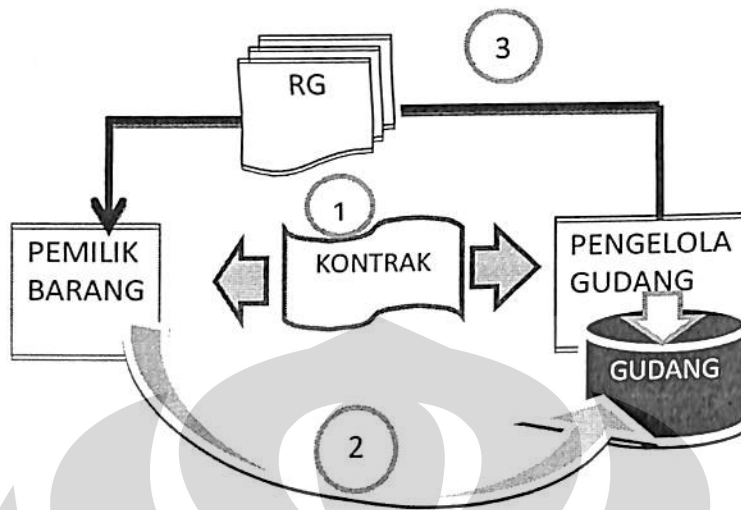 3
RG
1
PEMILIK
BARANG
KONTRAK
PENGELOLA
GUDANG
GUDANG
2